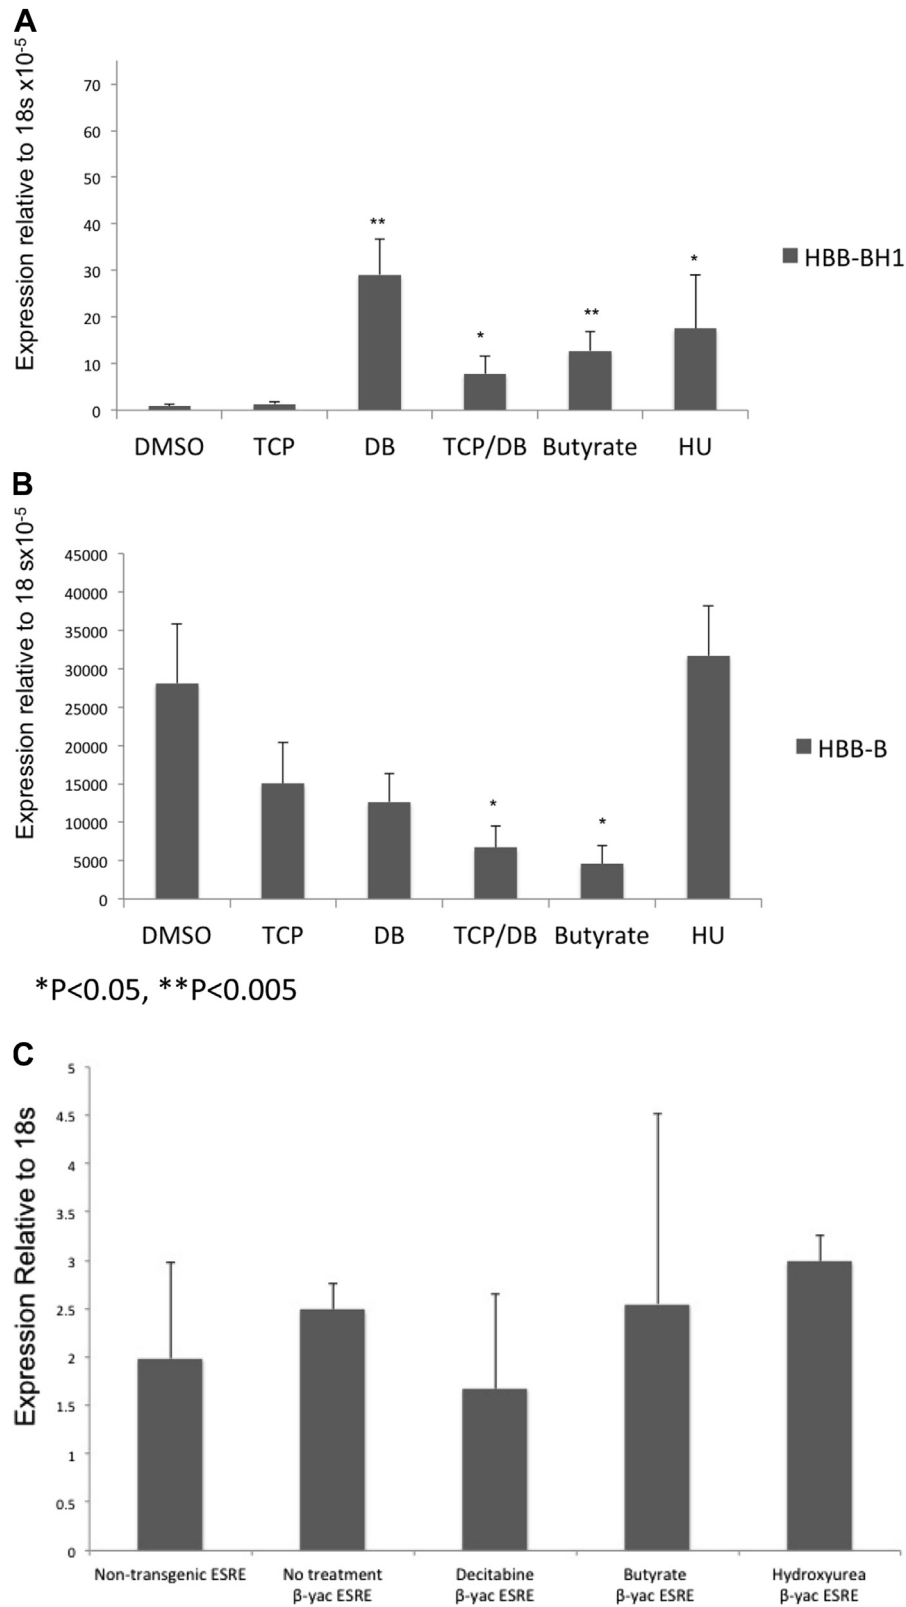 A
Expression relative to 18s x10-5
70
60
50
40
30
20
10
0
**
*
**
*
HBB-BH1
DMSO TCP DB TCP/DB Butyrate HU
B
Expression relative to 18 sx10-5
45000
40000
35000
30000
25000
20000
15000
10000
5000
0
*
*
HBB-B
DMSO TCP DB TCP/DB Butyrate HU
*P<0.05, **P<0.005
C
Expression Relative to 18s
5
4.5
4
3.5
3
2.5
2
1.5
1
0.5
0
Non-transgenic ESRE
No treatment
β-yac ESRE
Decitabine
β-yac ESRE
Butyrate
β-yac ESRE
Hydroxyurea
β-yac ESRE